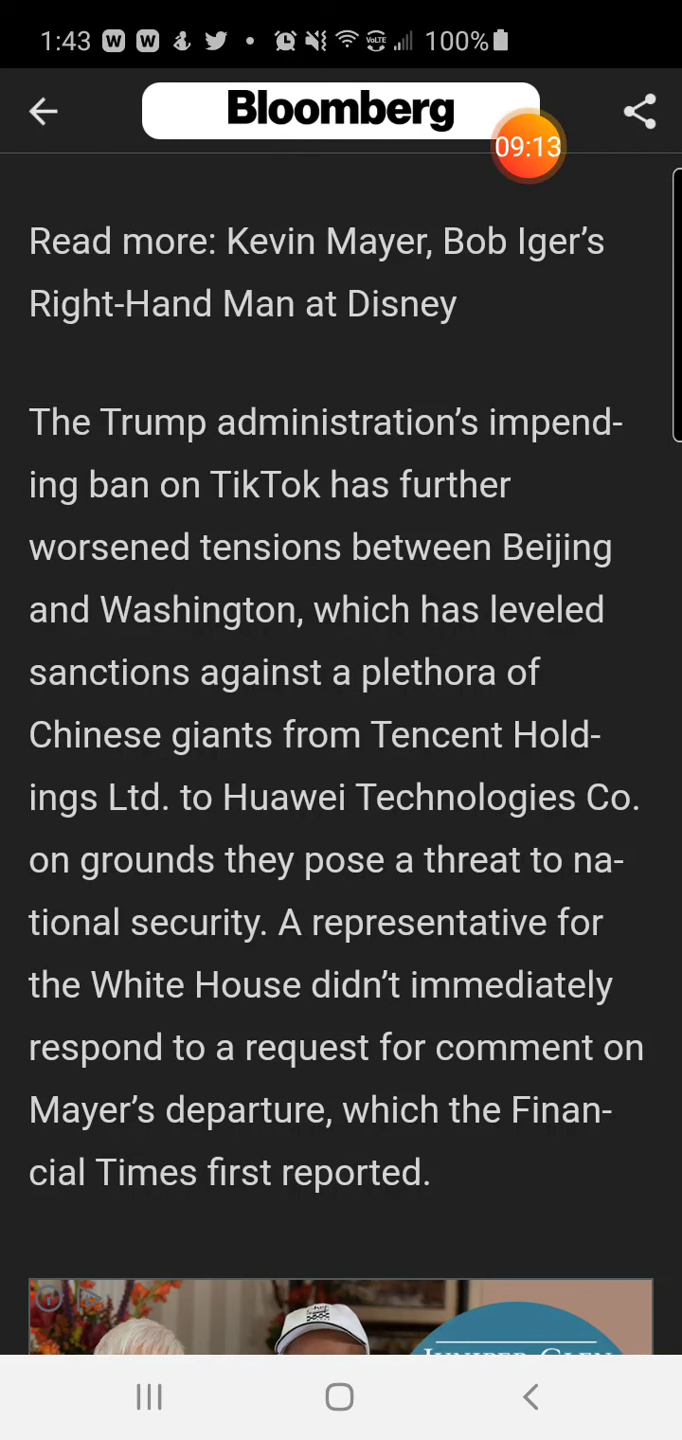 1:43 W W 100%
Bloomberg
09:13
Read more: Kevin Mayer, Bob Iger’s
Right-Hand Man at Disney
The Trump administration’s impend-
ing ban on TikTok has further
worsened tensions between Beijing
and Washington, which has leveled
sanctions against a plethora of
Chinese giants from Tencent Hold-
ings Ltd. to Huawei Technologies Co.
on grounds they pose a threat to na-
tional security. A representative for
the White House didn’t immediately
respond to a request for comment on
Mayer’s departure, which the Finan-
cial Times first reported.